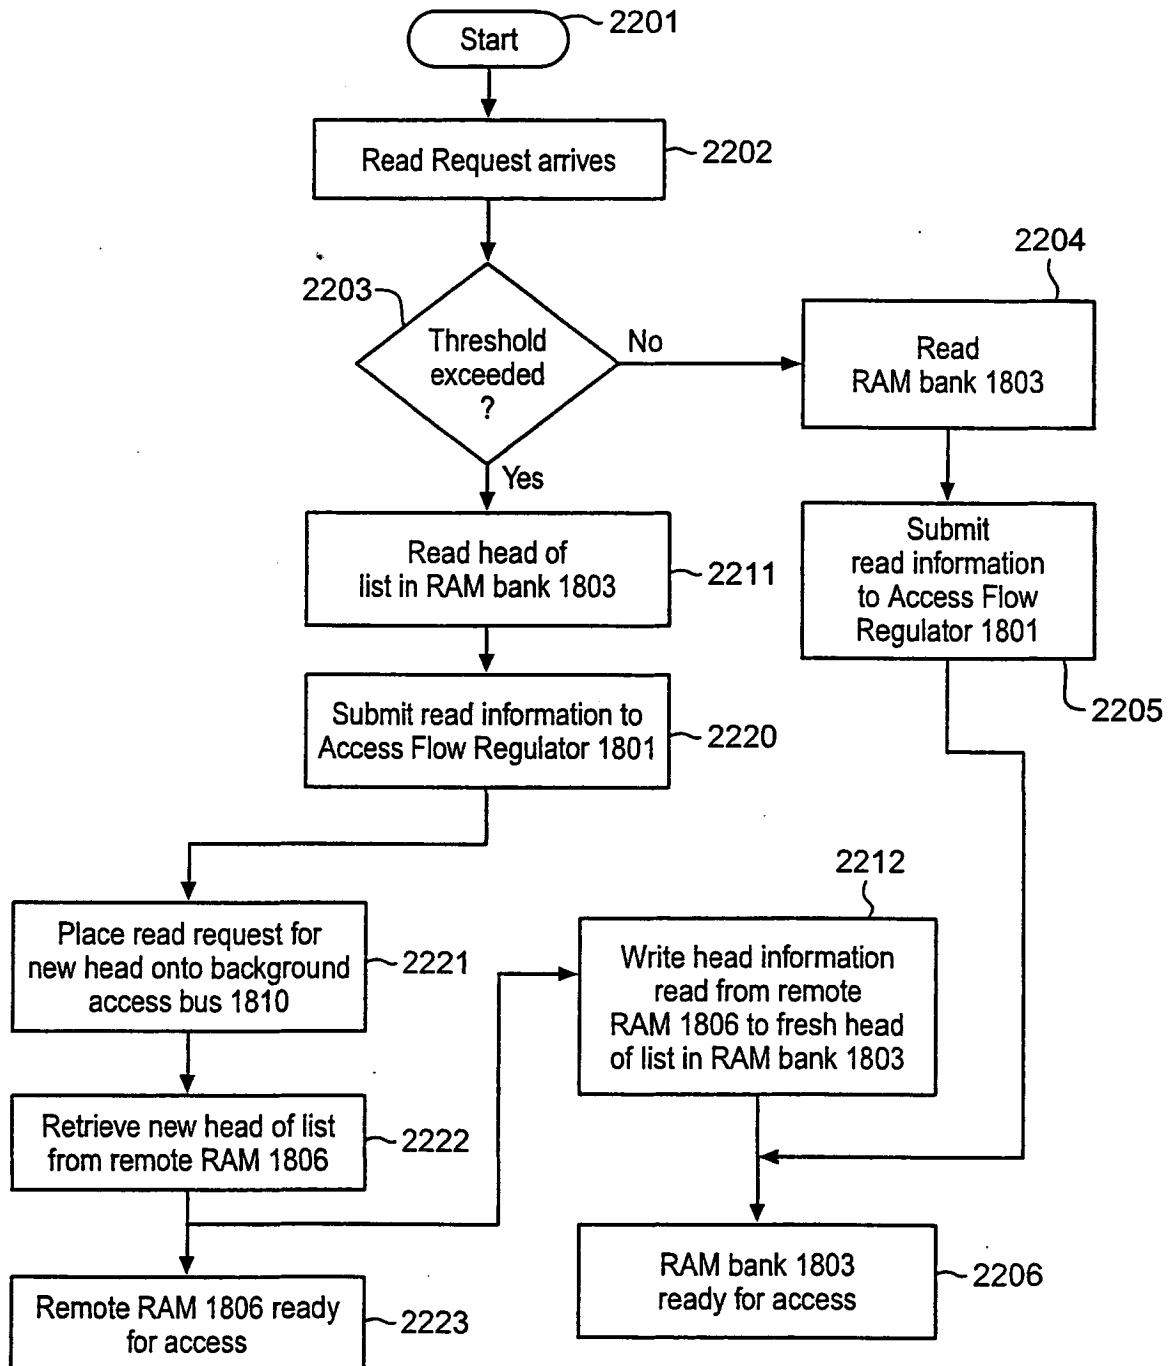 Start
2201
Read Request arrives
2202
2203
Threshold
exceeded
?
No
Yes
2204
Read
RAM bank 1803
Submit
read information
to Access Flow
Regulator 1801
2205
Read head of
list in RAM bank 1803
2211
Submit read information to
Access Flow Regulator 1801
2220
Place read request for
new head onto background
access bus 1810
2221
Retrieve new head of list
from remote RAM 1806
2222
Remote RAM 1806 ready
for access
2223
2212
Write head information
read from remote
RAM 1806 to fresh head
of list in RAM bank 1803
RAM bank 1803
ready for access
2206